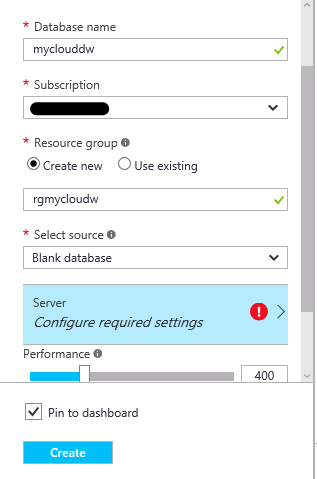 * Database name
myclouddw
* Subscription
* Resource group
Create new Use existing
rgmycloudw
* Select source
Blank database
Server
Configure required settings
Performance
400
Pin to dashboard
Create